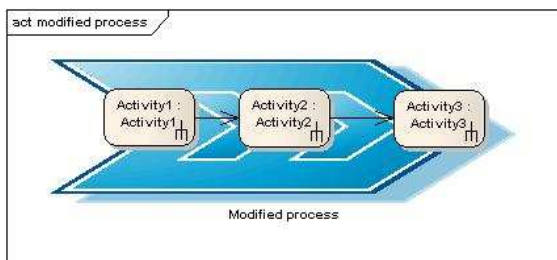 act modified process
Activity1 :
Activity1
Activity2 :
Activity2
Activity3 :
Activity3
Modified process